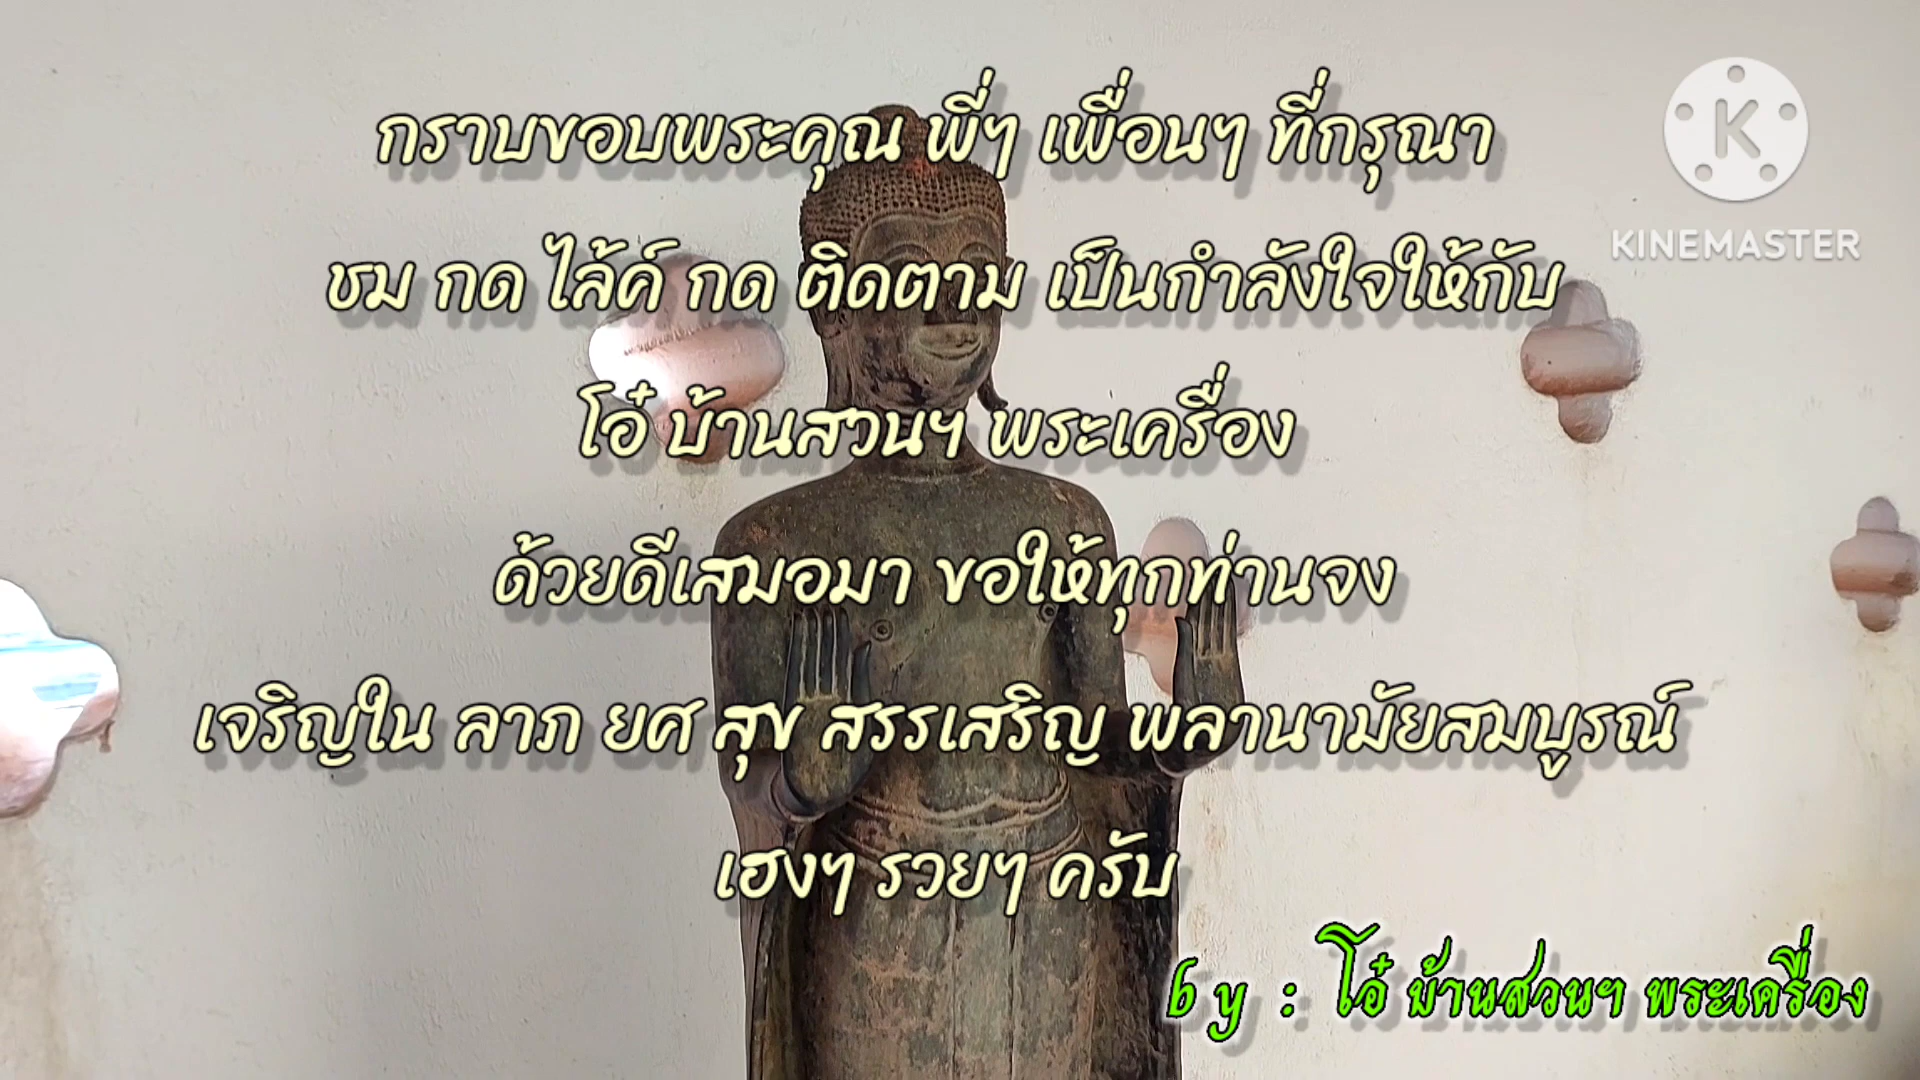 กราบขอบพระคุณ พี่ๆ เพื่อนๆ ที่กรุณา
KINEMASTER
ชม กด ไล้ค์ กด ติดตาม เป็นกำลังใจให้กับ
โอ๋ บ้านสวนฯ พระเครื่อง
ด้วยดีเสมอมา ขอให้ทุกท่านจง
เจริญใน ลาภ ยศ สุข สรรเสริญ พลานามัยสมบูรณ์
เฮงๆ รวยๆ ครับ
by : โอ๋ บ้านสวนฯ พระเครื่อง